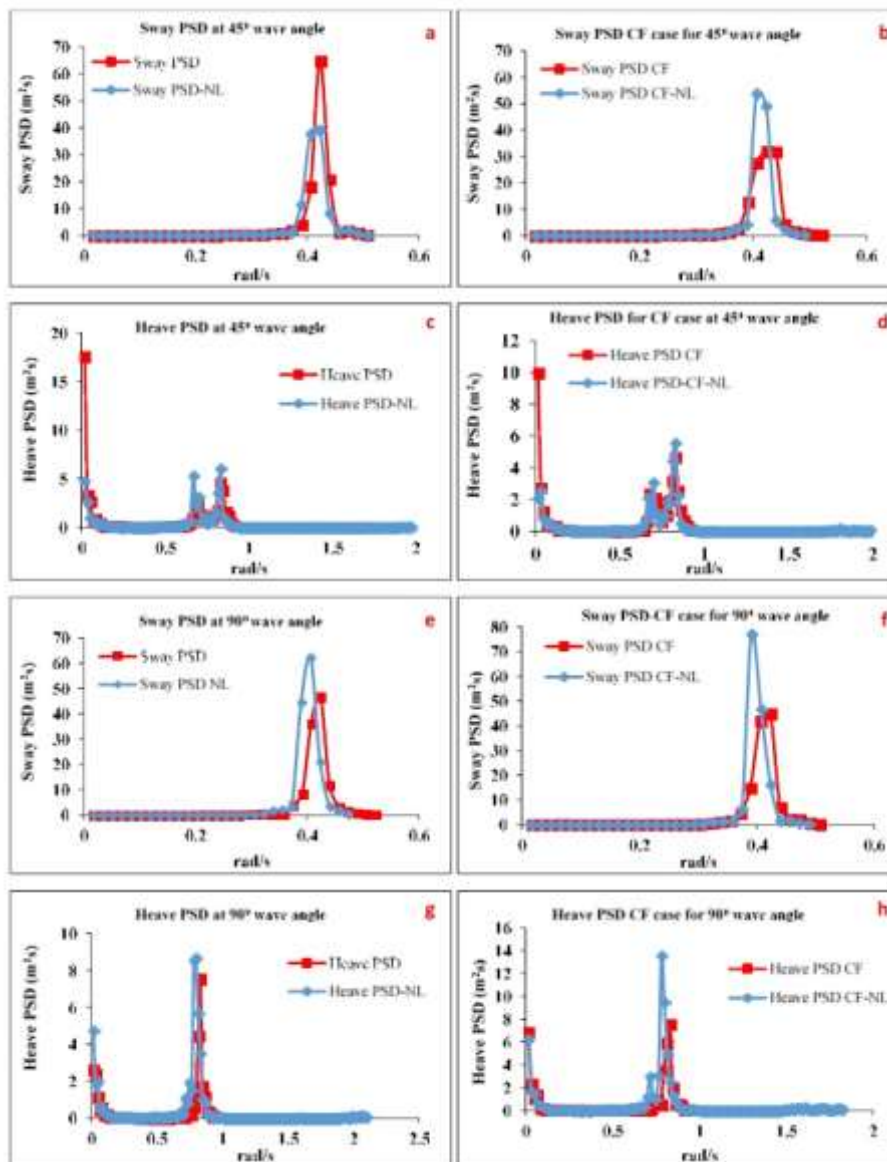 Sway PSD at 45° wave angle
a
Sway PSD
Sway PSD-NL
Sway PSD (m²s)
70
60
50
40
30
20
10
0
0
0.2
0.4
0.6
rad/s
Sway PSD CF case for 45° wave angle
b
Sway PSD CF
Sway PSD CF-NL
Sway PSD (m²s)
70
60
50
40
30
20
10
0
0
0.2
0.4
0.6
rad/s
Heave PSD at 45° wave angle
c
Heave PSD
Heave PSD-NL
Heave PSD (m²s)
20
15
10
5
0
0
0.5
1
1.5
2
rad/s
Heave PSD for CF case at 45° wave angle
d
Heave PSD CF
Heave PSD-CF-NL
Heave PSD (m²s)
12
10
8
6
4
2
0
0
0.5
1
1.5
2
rad/s
Sway PSD at 90° wave angle
e
Sway PSD
Sway PSD NL
Sway PSD (m²s)
70
60
50
40
30
20
10
0
0
0.2
0.4
0.6
rad/s
Sway PSD-CF case for 90° wave angle
f
Sway PSD CF
Sway PSD CF-NL
Sway PSD (m²s)
80
70
60
50
40
30
20
10
0
0
0.2
0.4
0.6
rad/s
Heave PSD at 90° wave angle
g
Heave PSD
Heave PSD-NL
Heave PSD (m²s)
10
8
6
4
2
0
0
0.5
1
1.5
2
2.5
rad/s
Heave PSD CF case for 90° wave angle
h
Heave PSD CF
Heave PSD CF-NL
Heave PSD (m²s)
16
14
12
10
8
6
4
2
0
0
0.5
1
1.5
2
rad/s